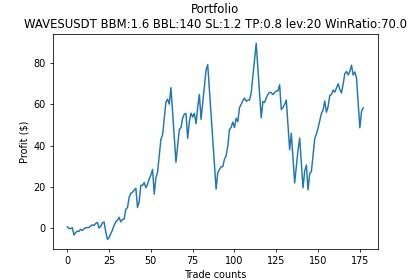 Portfolio
WAVESUSDT BBM:1.6 BBL:140 SL:1.2 TP:0.8 lev:20 WinRatio:70.0
80
60
40
20
0
Profit ($)
0 25 50 75 100 125 150 175
Trade counts